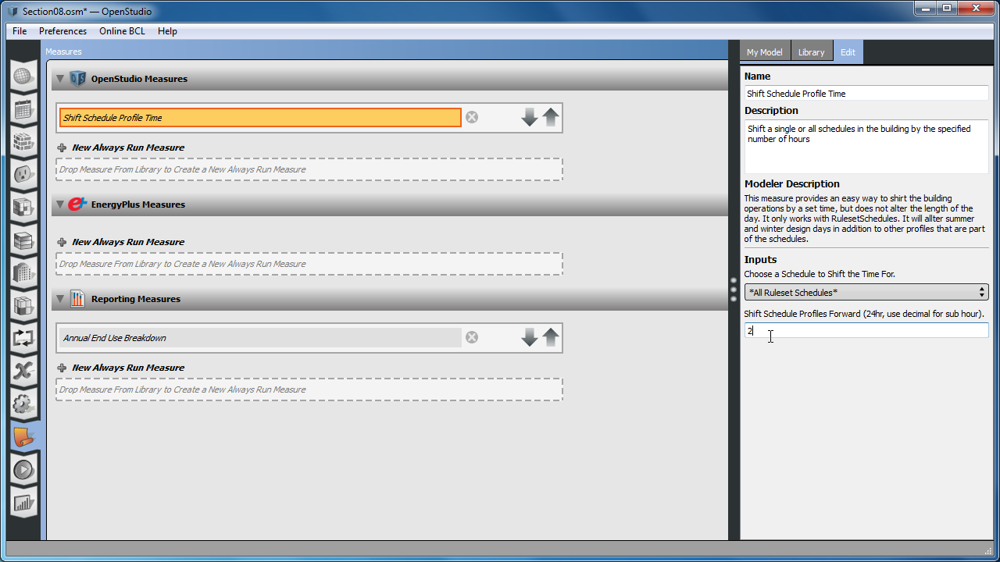 Section08.osm* — OpenStudio
File Preferences Online BCL Help
Measures
OpenStudio Measures
Shift Schedule Profile Time
New Always Run Measure
Drop Measure From Library to Create a New Always Run Measure
EnergyPlus Measures
New Always Run Measure
Drop Measure From Library to Create a New Always Run Measure
Reporting Measures
Annual End Use Breakdown
New Always Run Measure
Drop Measure From Library to Create a New Always Run Measure
My Model Library Edit
Name
Shift Schedule Profile Time
Description
Shift a single or all schedules in the building by the specified
number of hours
Modeler Description
This measure provides an easy way to shirt the building
operations by a set time, but does not alter the length of the
day. It only works with RulesetSchedules. It will allter summer
and winter design days in addition to other profiles that are part
of the schedules.
Inputs
Choose a Schedule to Shift the Time For.
*All Ruleset Schedules*
Shift Schedule Profiles Forward (24hr, use decimal for sub hour).
2